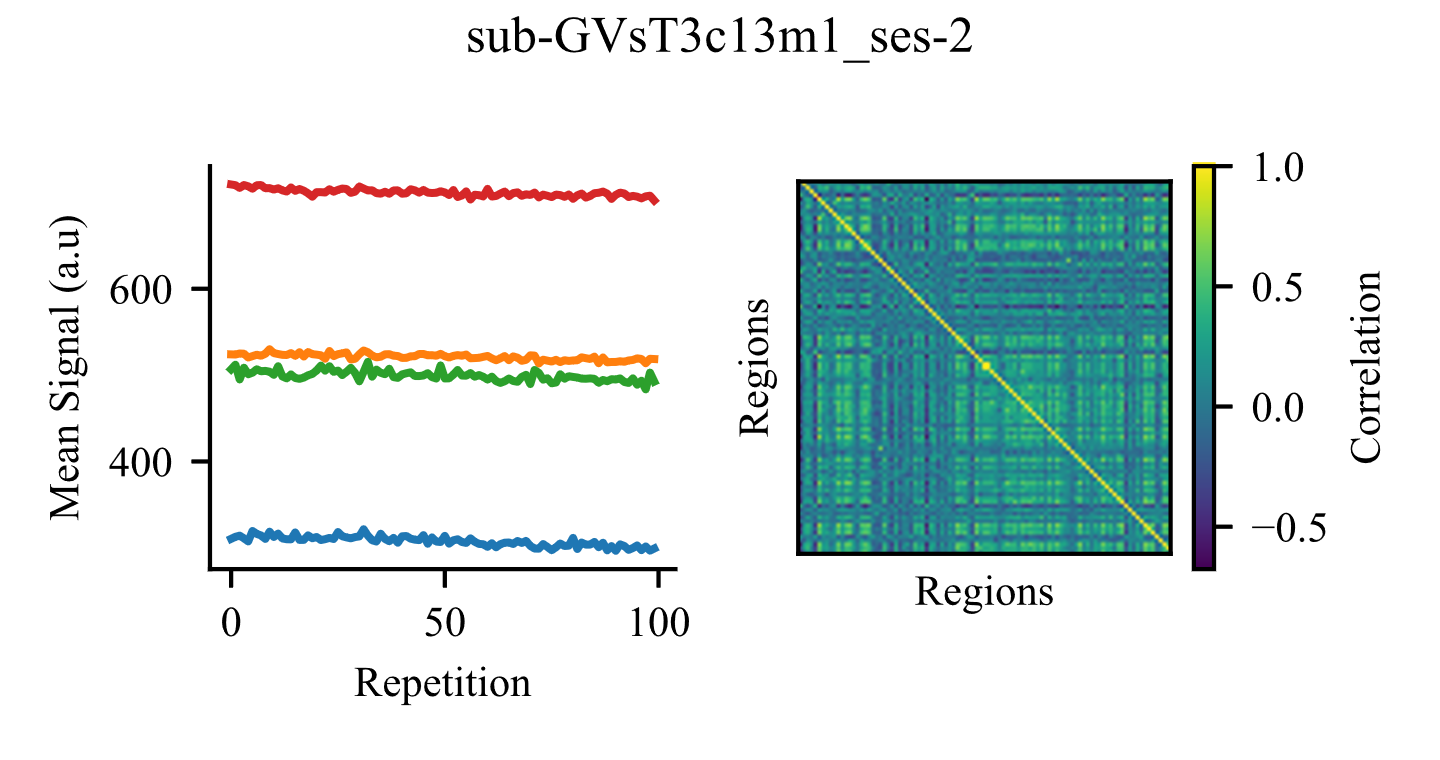 sub-GVsT3c13m1_ses-2
Mean Signal (a.u)
600
400
0
50
100
Repetition
Regions
Regions
1.0
0.5
0.0
−0.5
Correlation